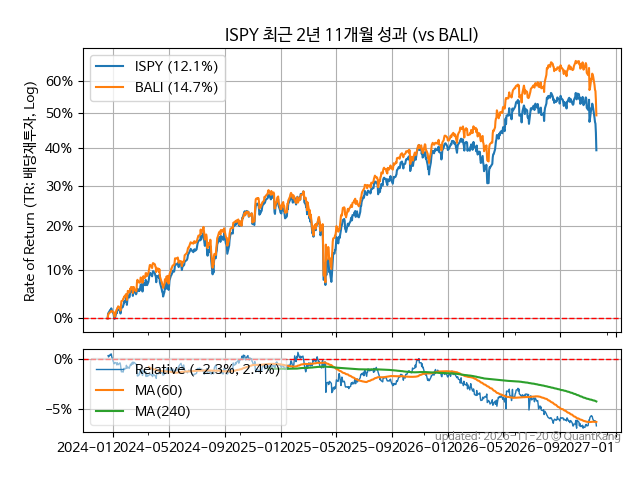 ISPY 최근 2년 11개월 성과 (vs BALI)
ISPY (12.1%)
BALI (14.7%)
Rate of Return (TR: 배당재투자, Log)
60%
50%
40%
30%
20%
10%
0%
0%
−5%
Relative (−2.3%, 2.4%)
MA(60)
MA(240)
2024−01 2024−05 2024−09 2025−01 2025−05 2025−09 2026−01 2026−05 2026−09 2027−01
updated: 2026−11−20 © QuantKang